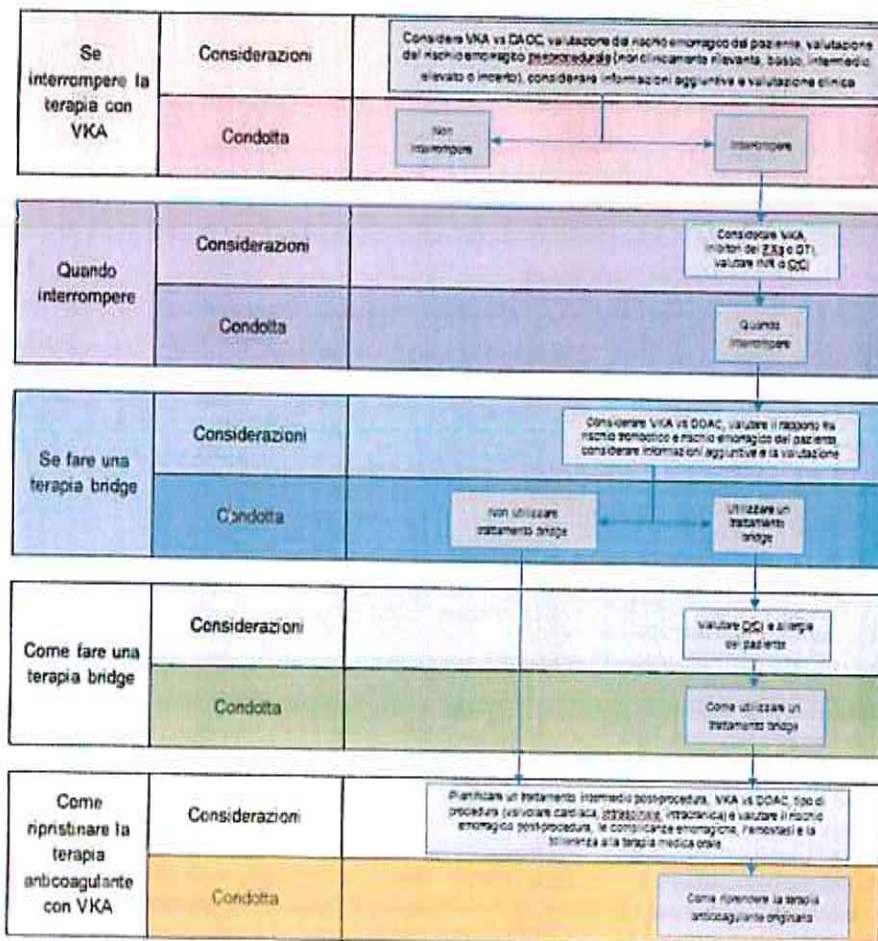 Se
interrompere la
terapia con
VKA
Considerazioni
Considera VKA vs DAOC, valutazione del rischio emorragico del paziente, valutazione
del rischio emorragico periprocedurale (non clinicamente rilevante, basso, intermedio,
elevato o incerto), considerare informazioni aggiuntive e valutazione clinica
Condotta
Non
interrompere
Interrompere
Quando
interrompere
Considerazioni
Considerare VKA,
inibitori del o DTI,
valutare INR o
Condotta
Quando
interrompere
Se fare una
terapia bridge
Considerazioni
Considerare VKA vs DOAC, valutare il rapporto tra
rischio trombotico e rischio emorragico del paziente,
considerare informazioni aggiuntive e la valutazione
Condotta
Non utilizzare
trattamento bridge
Utilizzare un
trattamento
bridge
Come fare una
terapia bridge
Considerazioni
Valutare e allergia
del paziente
Condotta
Come utilizzare un
trattamento bridge
Come
ripristinare la
terapia
anticoagulante
con VKA
Considerazioni
Pianificare un trattamento intermedio post-procedura, VKA vs DOAC, tipo di
procedura (valvolare cardiaca, intraspinale, intracranica) e valutare il rischio
emorragico post-procedura, le complicanze emorragiche, l'emostasi e la
tolleranza alla terapia medica orale
Condotta
Come riprendere la terapia
anticoagulante originaria